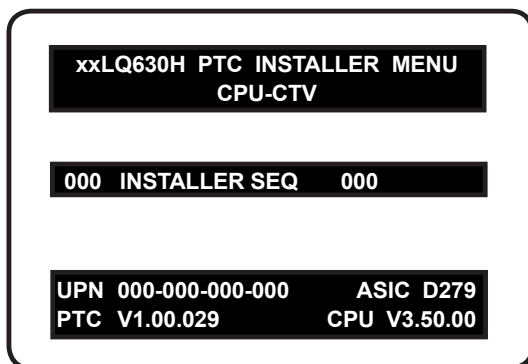 xxLQ630H PTC INSTALLER MENU
CPU-CTV
000 INSTALLER SEQ 000
UPN 000-000-000-000 ASIC D279
PTC V1.00.029 CPU V3.50.00